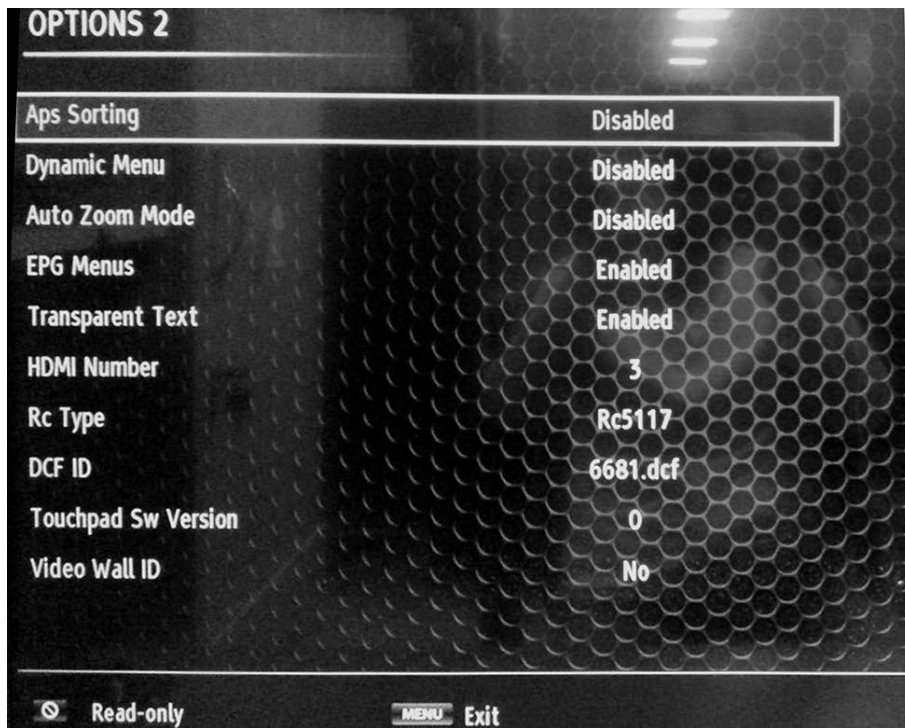 OPTIONS 2
Aps Sorting Disabled
Dynamic Menu Disabled
Auto Zoom Mode Disabled
EPG Menus Enabled
Transparent Text Enabled
HDMI Number 3
Rc Type Rc5117
DCF ID 6681.dcf
Touchpad Sw Version 0
Video Wall ID No
Read-only MENU Exit